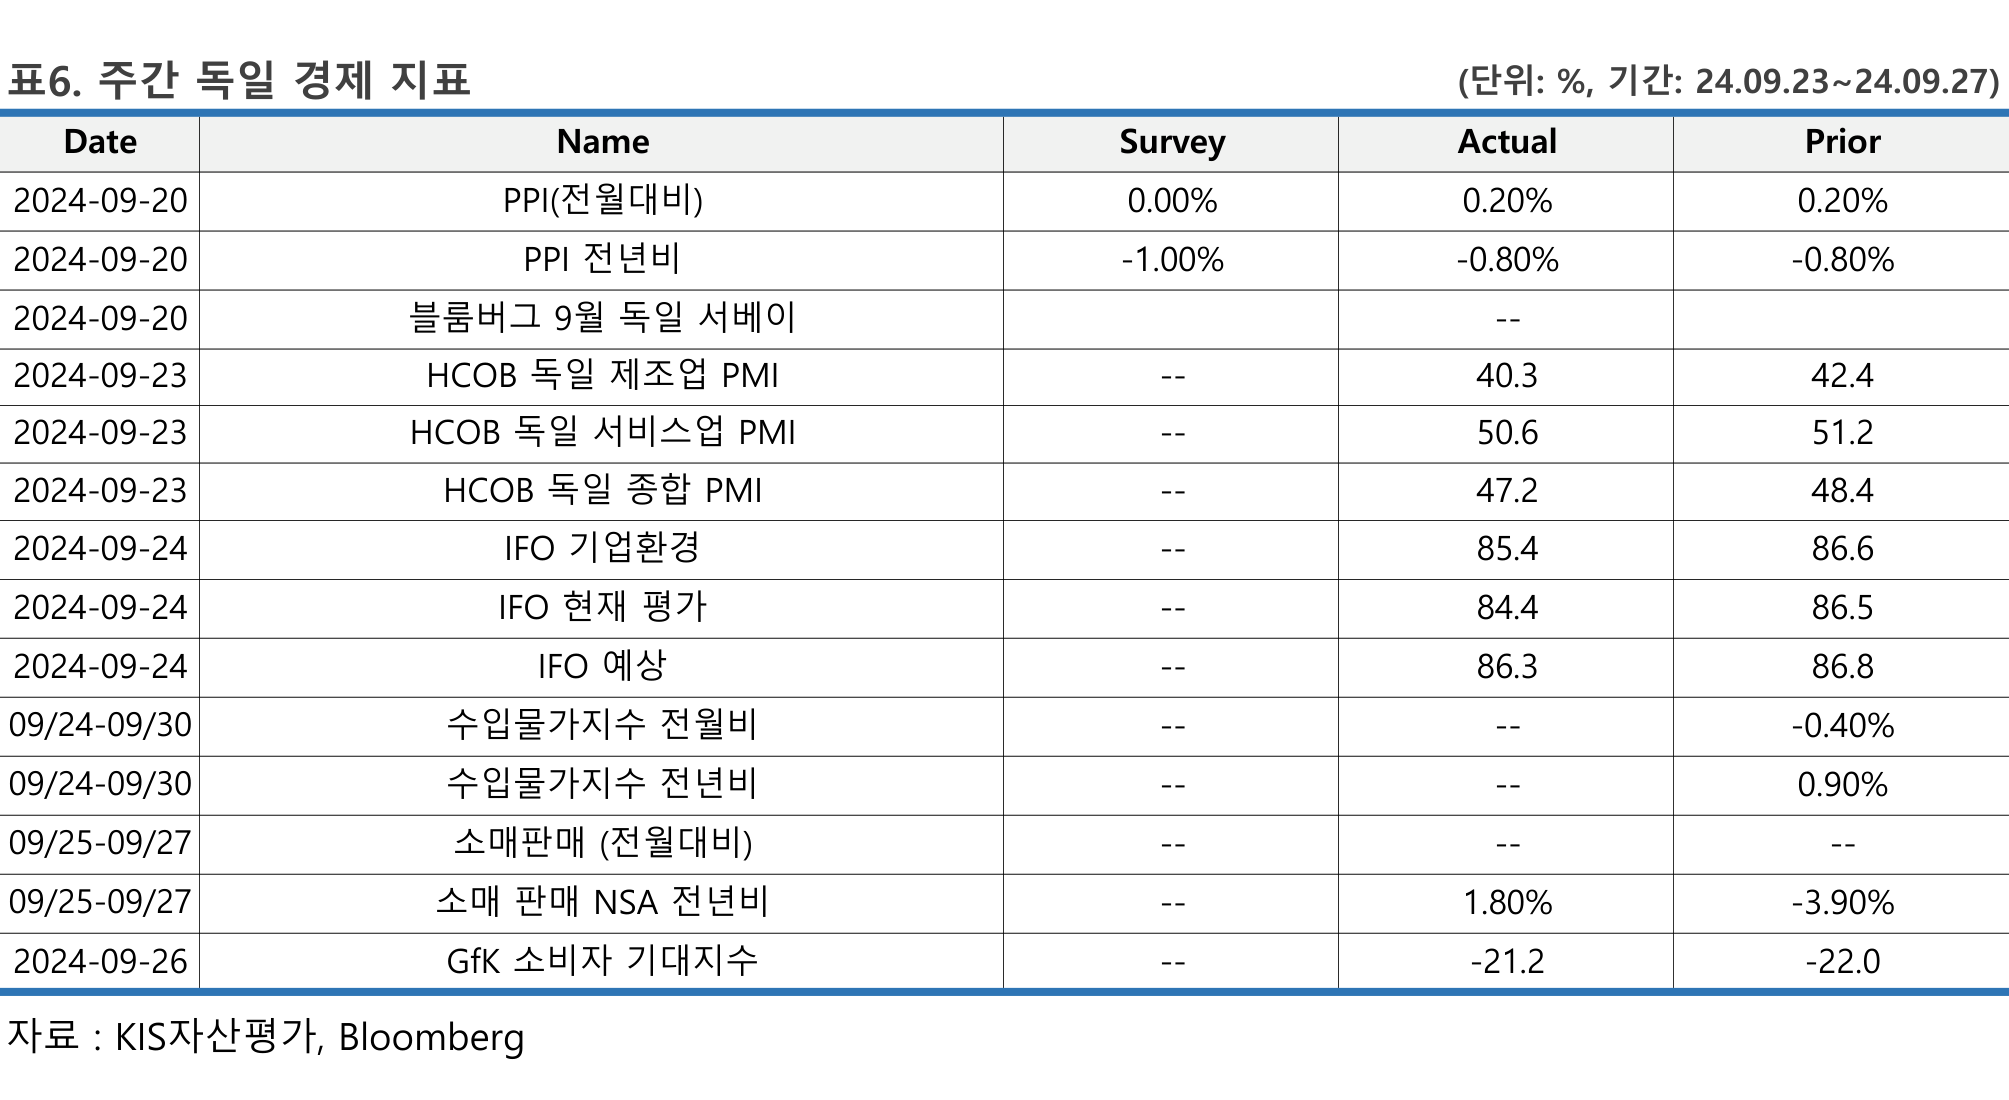 표6. 주간 독일 경제 지표 (단위: %, 기간: 24.09.23~24.09.27)
Date Name Survey Actual Prior
2024-09-20 PPI(전월대비) 0.00% 0.20% 0.20%
2024-09-20 PPI 전년비 -1.00% -0.80% -0.80%
2024-09-20 블룸버그 9월 독일 서베이 --
2024-09-23 HCOB 독일 제조업 PMI -- 40.3 42.4
2024-09-23 HCOB 독일 서비스업 PMI -- 50.6 51.2
2024-09-23 HCOB 독일 종합 PMI -- 47.2 48.4
2024-09-24 IFO 기업환경 -- 85.4 86.6
2024-09-24 IFO 현재 평가 -- 84.4 86.5
2024-09-24 IFO 예상 -- 86.3 86.8
09/24-09/30 수입물가지수 전월비 -- -- -0.40%
09/24-09/30 수입물가지수 전년비 -- -- 0.90%
09/25-09/27 소매판매 (전월대비) -- -- --
09/25-09/27 소매 판매 NSA 전년비 -- 1.80% -3.90%
2024-09-26 GfK 소비자 기대지수 -- -21.2 -22.0
자료 : KIS자산평가, Bloomberg